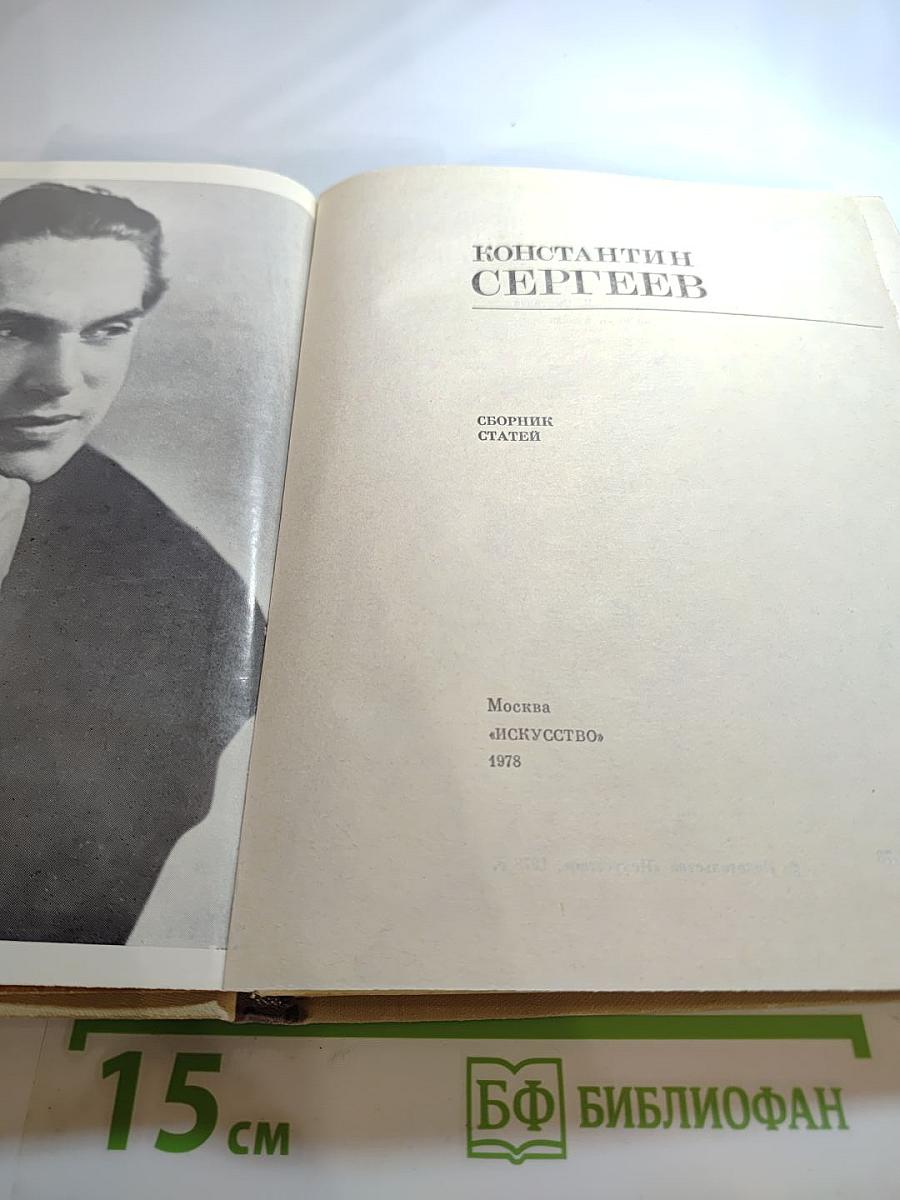 КОНСТАНТИН
СЕРГЕЕВ
СБОРНИК
СТАТЕЙ
Москва
«ИСКУССТВО»
1978
15 см
БФ БИБЛИОФАН